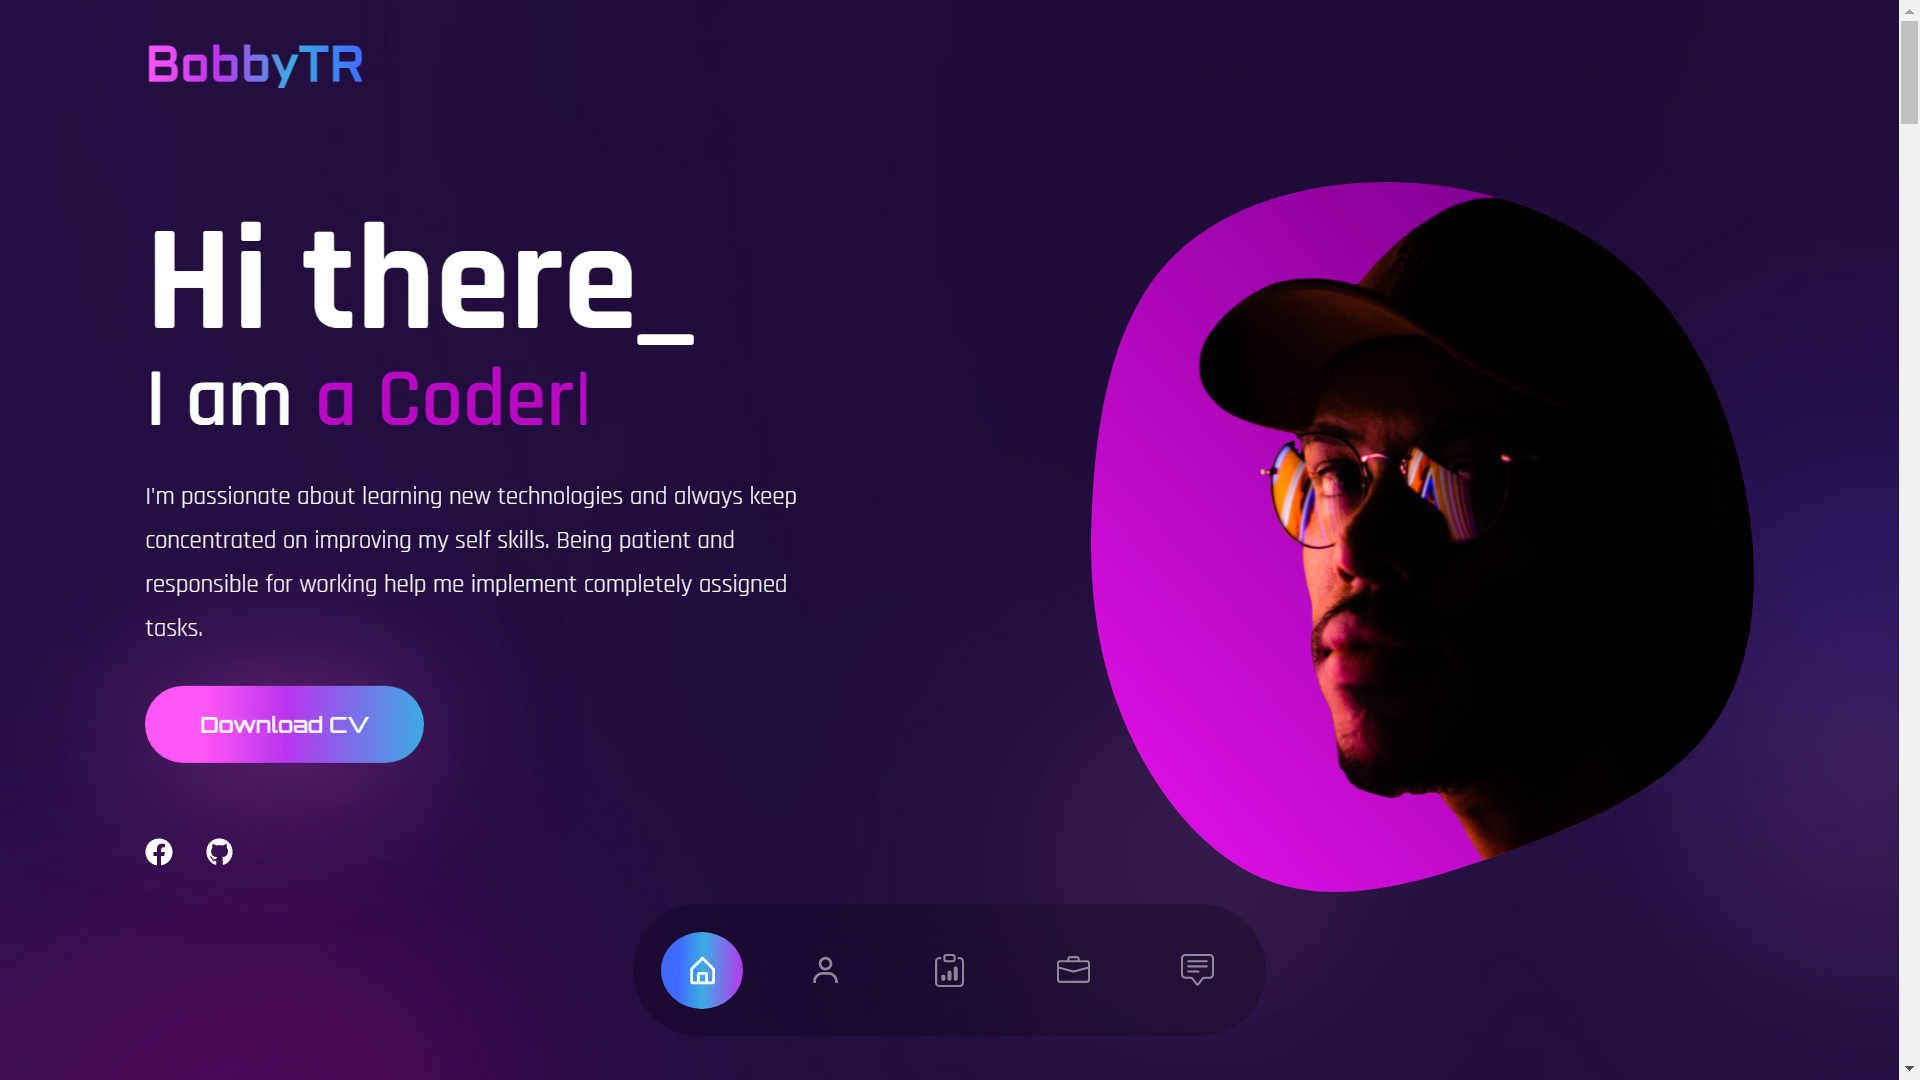 BobbyTR
Hi there_
I am a Coder|
I'm passionate about learning new technologies and always keep
concentrated on improving my self skills. Being patient and
responsible for working help me implement completely assigned
tasks.
Download CV